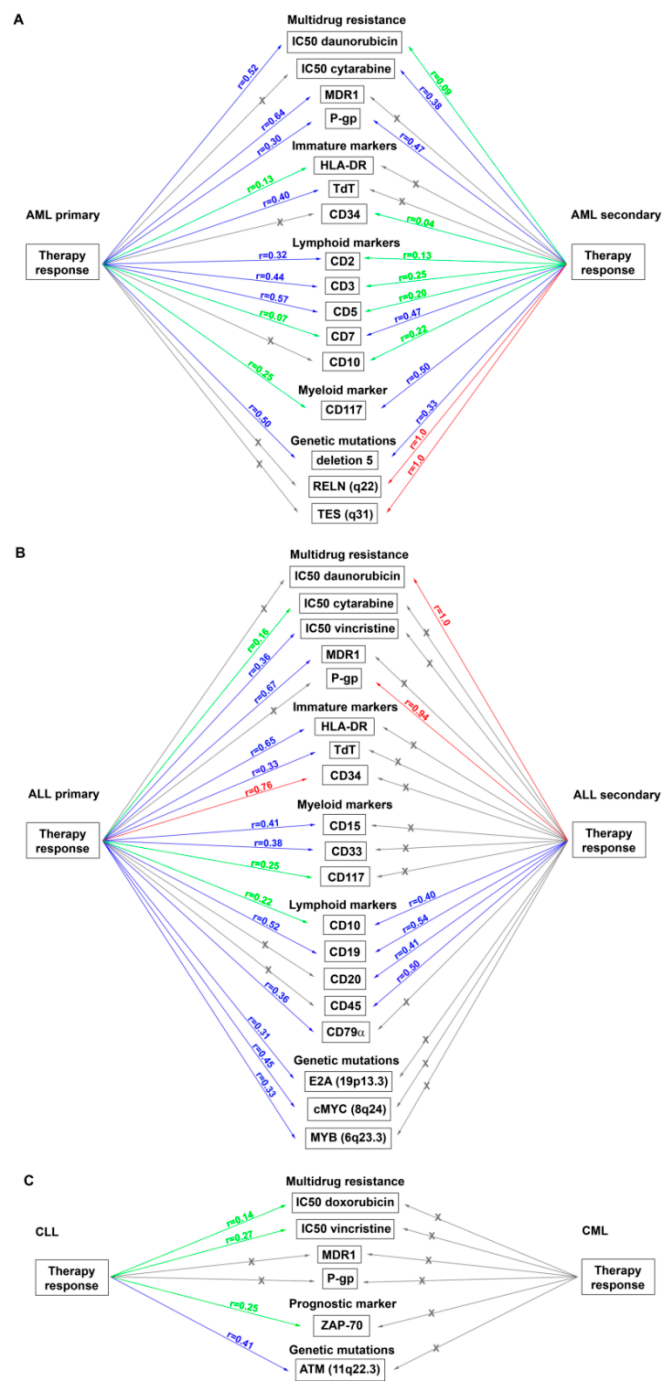 A
Multidrug resistance
IC50 daunorubicin
r=0.52
r=0.09
IC50 cytarabine
X
r=0.38
MDR1
r=0.64
X
P-gp
r=0.30
r=0.47
Immature markers
HLA-DR
r=0.13
X
TdT
r=0.40
X
CD34
X
r=0.04
AML primary
AML secondary
Therapy
response
Therapy
response
Lymphoid markers
CD2
r=0.32
r=0.13
CD3
r=0.44
r=0.25
CD5
r=0.57
r=0.20
CD7
r=0.07
r=0.47
CD10
X
r=0.22
Myeloid marker
CD117
r=0.25
r=0.50
Genetic mutations
deletion 5
r=0.50
r=0.33
RELN (q22)
X
r=1.0
TES (q31)
X
r=1.0
B
Multidrug resistance
IC50 daunorubicin
X
r=1.0
IC50 cytarabine
r=0.16
X
IC50 vincristine
r=0.36
X
MDR1
r=0.67
X
P-gp
X
r=0.94
Immature markers
HLA-DR
r=0.65
X
TdT
r=0.33
X
CD34
r=0.76
X
ALL primary
ALL secondary
Therapy
response
Therapy
response
Myeloid markers
CD15
r=0.41
X
CD33
r=0.38
X
CD117
r=0.25
X
Lymphoid markers
CD10
r=0.22
r=0.40
CD19
r=0.52
r=0.54
CD20
X
r=0.41
CD45
X
r=0.50
CD79α
r=0.36
X
Genetic mutations
E2A (19p13.3)
r=0.31
X
cMYC (8q24)
r=0.45
X
MYB (6q23.3)
r=0.33
X
C
Multidrug resistance
IC50 doxorubicin
r=0.14
X
IC50 vincristine
r=0.27
X
CLL
CML
Therapy
response
Therapy
response
MDR1
X
X
P-gp
X
X
Prognostic marker
ZAP-70
r=0.25
X
Genetic mutations
ATM (11q22.3)
r=0.41
X